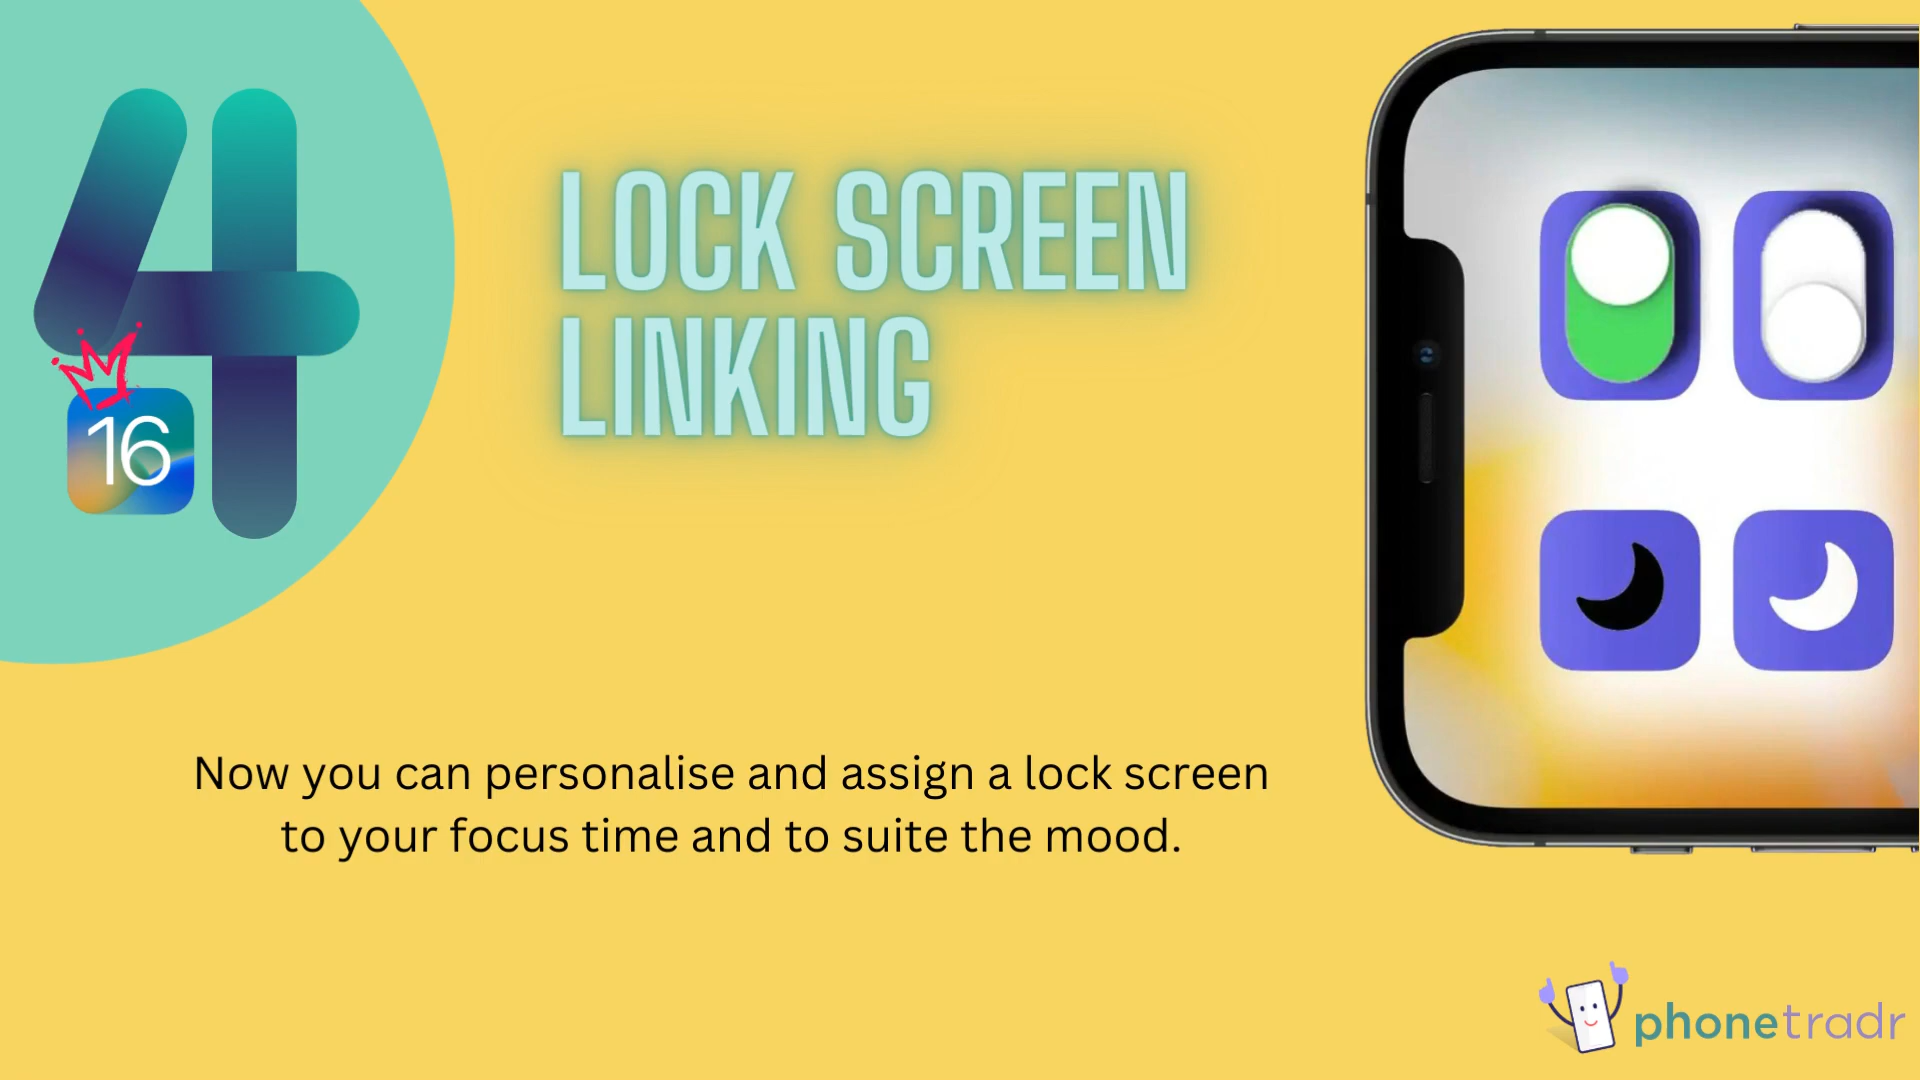 4
16
LOCK SCREEN
LINKING
Now you can personalise and assign a lock screen
to your focus time and to suite the mood.
phonetradr